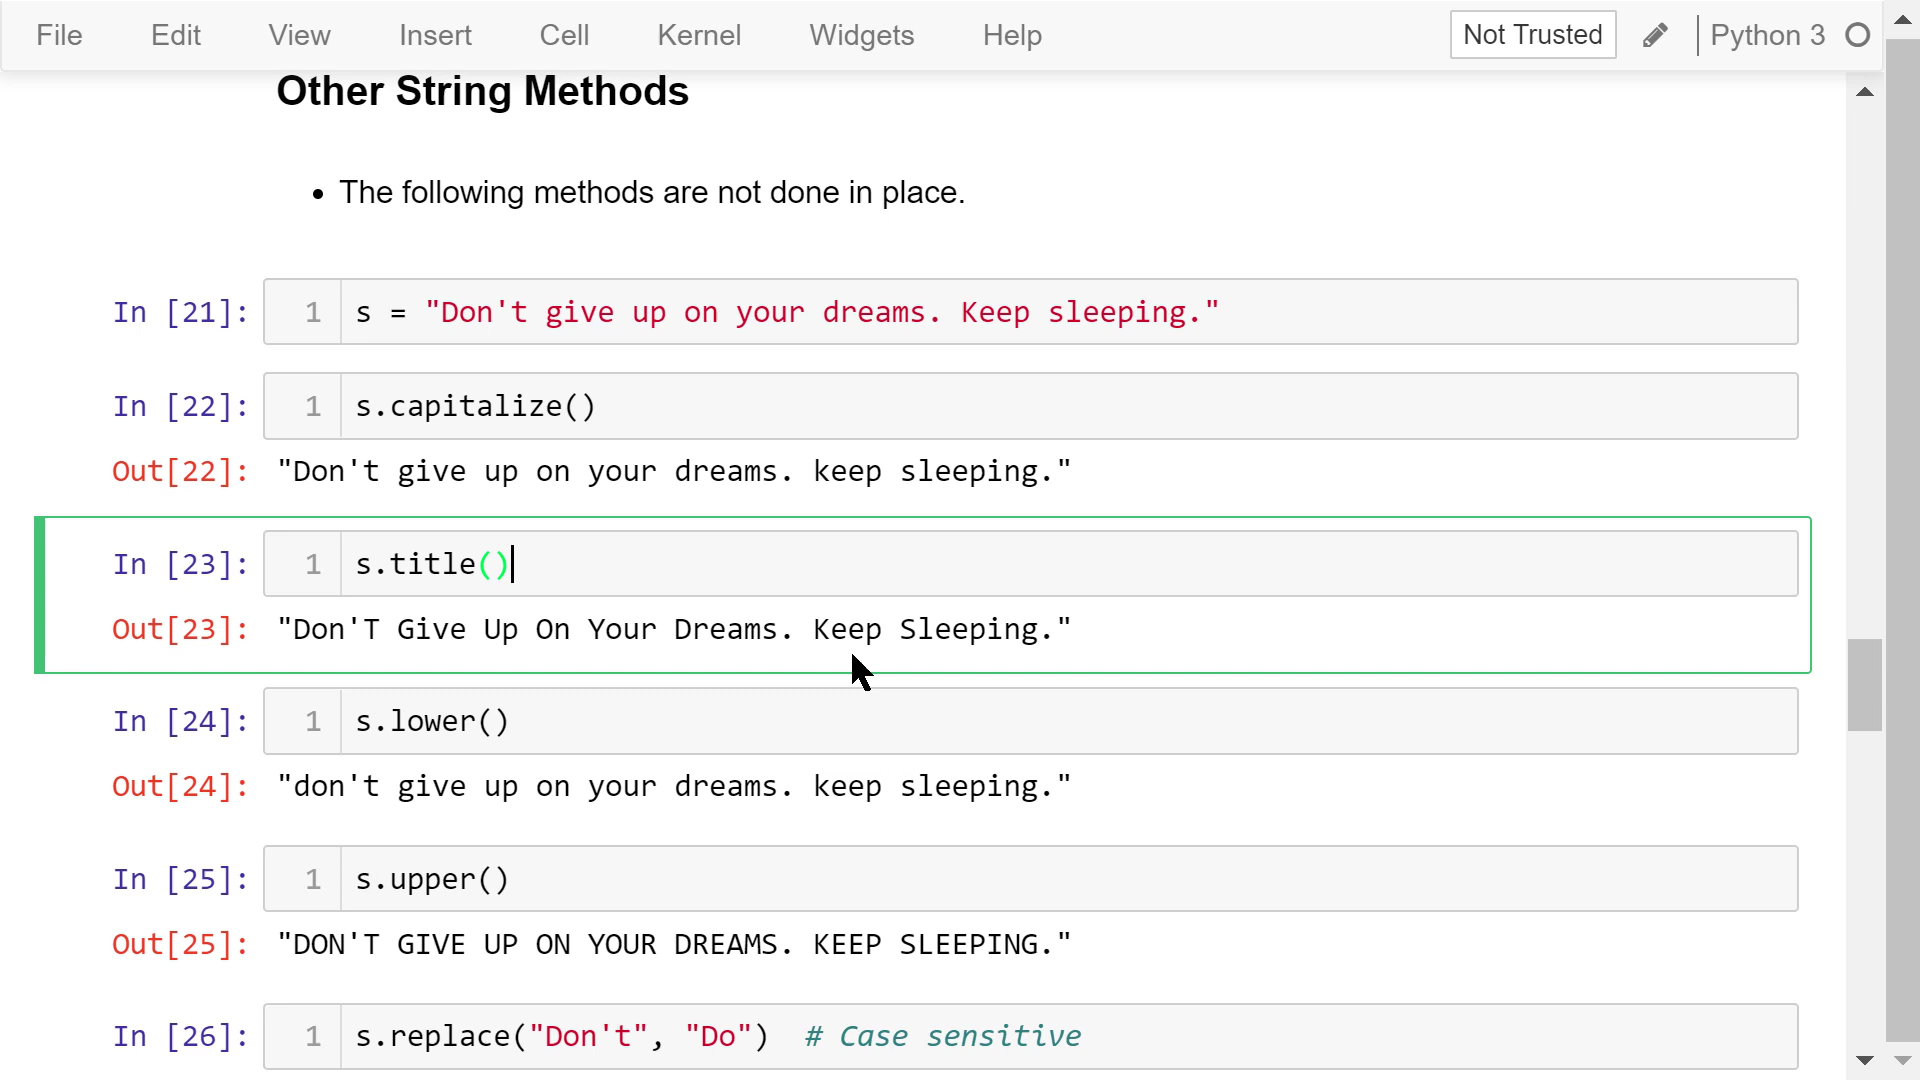 File Edit View Insert Cell Kernel Widgets Help Not Trusted Python 3
Other String Methods
• The following methods are not done in place.
In [21]: 1 s = "Don't give up on your dreams. Keep sleeping."
In [22]: 1 s.capitalize()
Out[22]: "Don't give up on your dreams. keep sleeping."
In [23]: 1 s.title()
Out[23]: "Don'T Give Up On Your Dreams. Keep Sleeping."
In [24]: 1 s.lower()
Out[24]: "don't give up on your dreams. keep sleeping."
In [25]: 1 s.upper()
Out[25]: "DON'T GIVE UP ON YOUR DREAMS. KEEP SLEEPING."
In [26]: 1 s.replace("Don't", "Do")  # Case sensitive